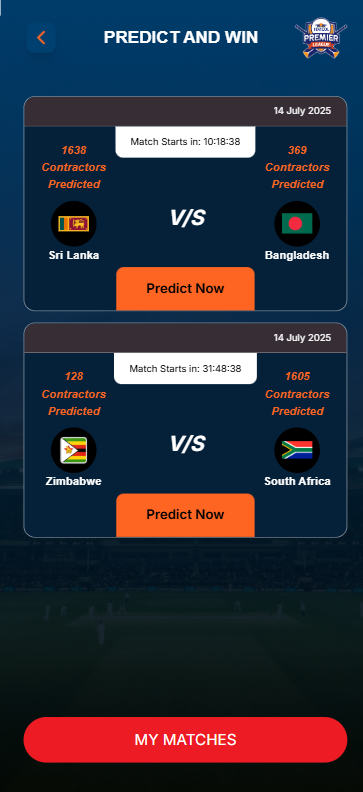 PREDICT AND WIN
PREMIER
LEAGUE
14 July 2025
Match Starts in: 10:18:38
1638
Contractors
Predicted
369
Contractors
Predicted
V/S
Sri Lanka
Bangladesh
Predict Now
14 July 2025
Match Starts in: 31:48:38
128
Contractors
Predicted
1605
Contractors
Predicted
V/S
Zimbabwe
South Africa
Predict Now
MY MATCHES